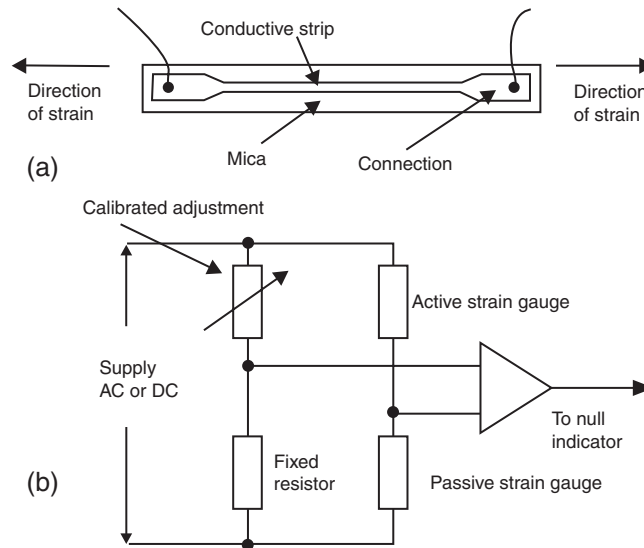 Conductive strip
Direction
of strain
Direction
of strain
Mica
Connection
(a)
Calibrated adjustment
Active strain gauge
Supply
AC or DC
To null
indicator
Fixed
resistor
Passive strain gauge
(b)